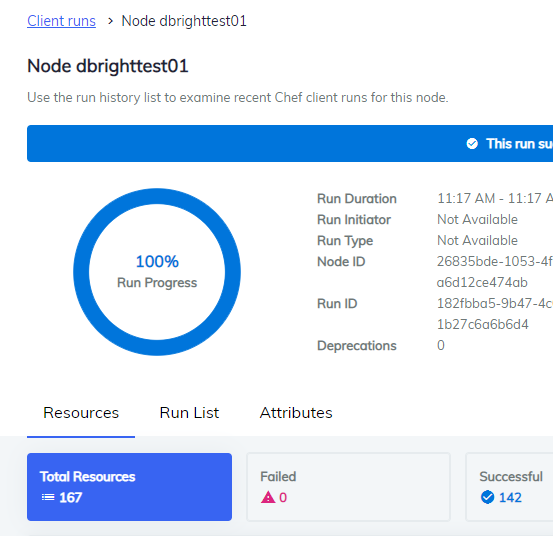 Client runs > Node dbrighttest01
Node dbrighttest01
Use the run history list to examine recent Chef client runs for this node.
This run su
100%
Run Progress
Run Duration 11:17 AM - 11:17 A
Run Initiator Not Available
Run Type Not Available
Node ID 26835bde-1053-4f
a6d12ce474ab
Run ID 182fbba5-9b47-4c
1b27c6a6b6d4
Deprecations 0
Resources Run List Attributes
Total Resources
167
Failed
0
Successful
142